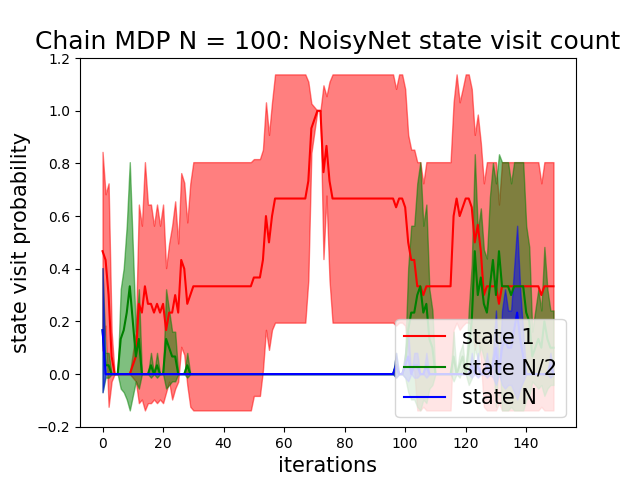 Chain MDP N = 100: NoisyNet state visit count
state visit probability
1.2
1.0
0.8
0.6
0.4
0.2
0.0
−0.2
0 20 40 60 80 100 120 140
iterations
state 1
state N/2
state N